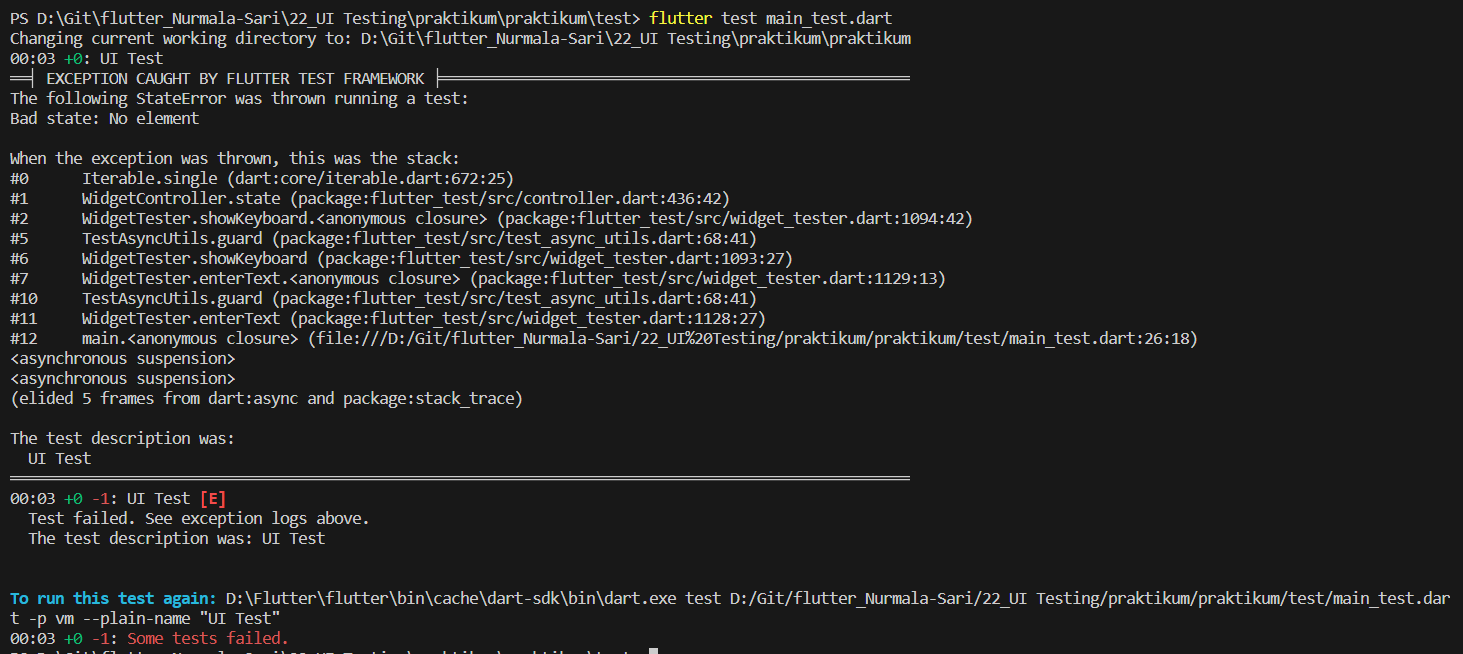 PS D:\Git\flutter_Nurmala-Sari\22_UI Testing\praktikum\praktikum\test> flutter test main_test.dart
Changing current working directory to: D:\Git\flutter_Nurmala-Sari\22_UI Testing\praktikum\praktikum
00:03 +0: UI Test
══╡ EXCEPTION CAUGHT BY FLUTTER TEST FRAMEWORK ╞════════════════════════════════════════════════════
The following StateError was thrown running a test:
Bad state: No element
When the exception was thrown, this was the stack:
#0      Iterable.single (dart:core/iterable.dart:672:25)
#1      WidgetController.state (package:flutter_test/src/controller.dart:436:42)
#2      WidgetTester.showKeyboard.<anonymous closure> (package:flutter_test/src/widget_tester.dart:1094:42)
#5      TestAsyncUtils.guard (package:flutter_test/src/test_async_utils.dart:68:41)
#6      WidgetTester.showKeyboard (package:flutter_test/src/widget_tester.dart:1093:27)
#7      WidgetTester.enterText.<anonymous closure> (package:flutter_test/src/widget_tester.dart:1129:13)
#10     TestAsyncUtils.guard (package:flutter_test/src/test_async_utils.dart:68:41)
#11     WidgetTester.enterText (package:flutter_test/src/widget_tester.dart:1128:27)
#12     main.<anonymous closure> (file:///D:/Git/flutter_Nurmala-Sari/22_UI%20Testing/praktikum/praktikum/test/main_test.dart:26:18)
<asynchronous suspension>
<asynchronous suspension>
(elided 5 frames from dart:async and package:stack_trace)
The test description was:
  UI Test
════════════════════════════════════════════════════════════════════════════════════════════════════
00:03 +0 -1: UI Test [E]
  Test failed. See exception logs above.
  The test description was: UI Test
To run this test again: D:\Flutter\flutter\bin\cache\dart-sdk\bin\dart.exe test D:/Git/flutter_Nurmala-Sari/22_UI Testing/praktikum/praktikum/test/main_test.dar
t -p vm --plain-name "UI Test"
00:03 +0 -1: Some tests failed.